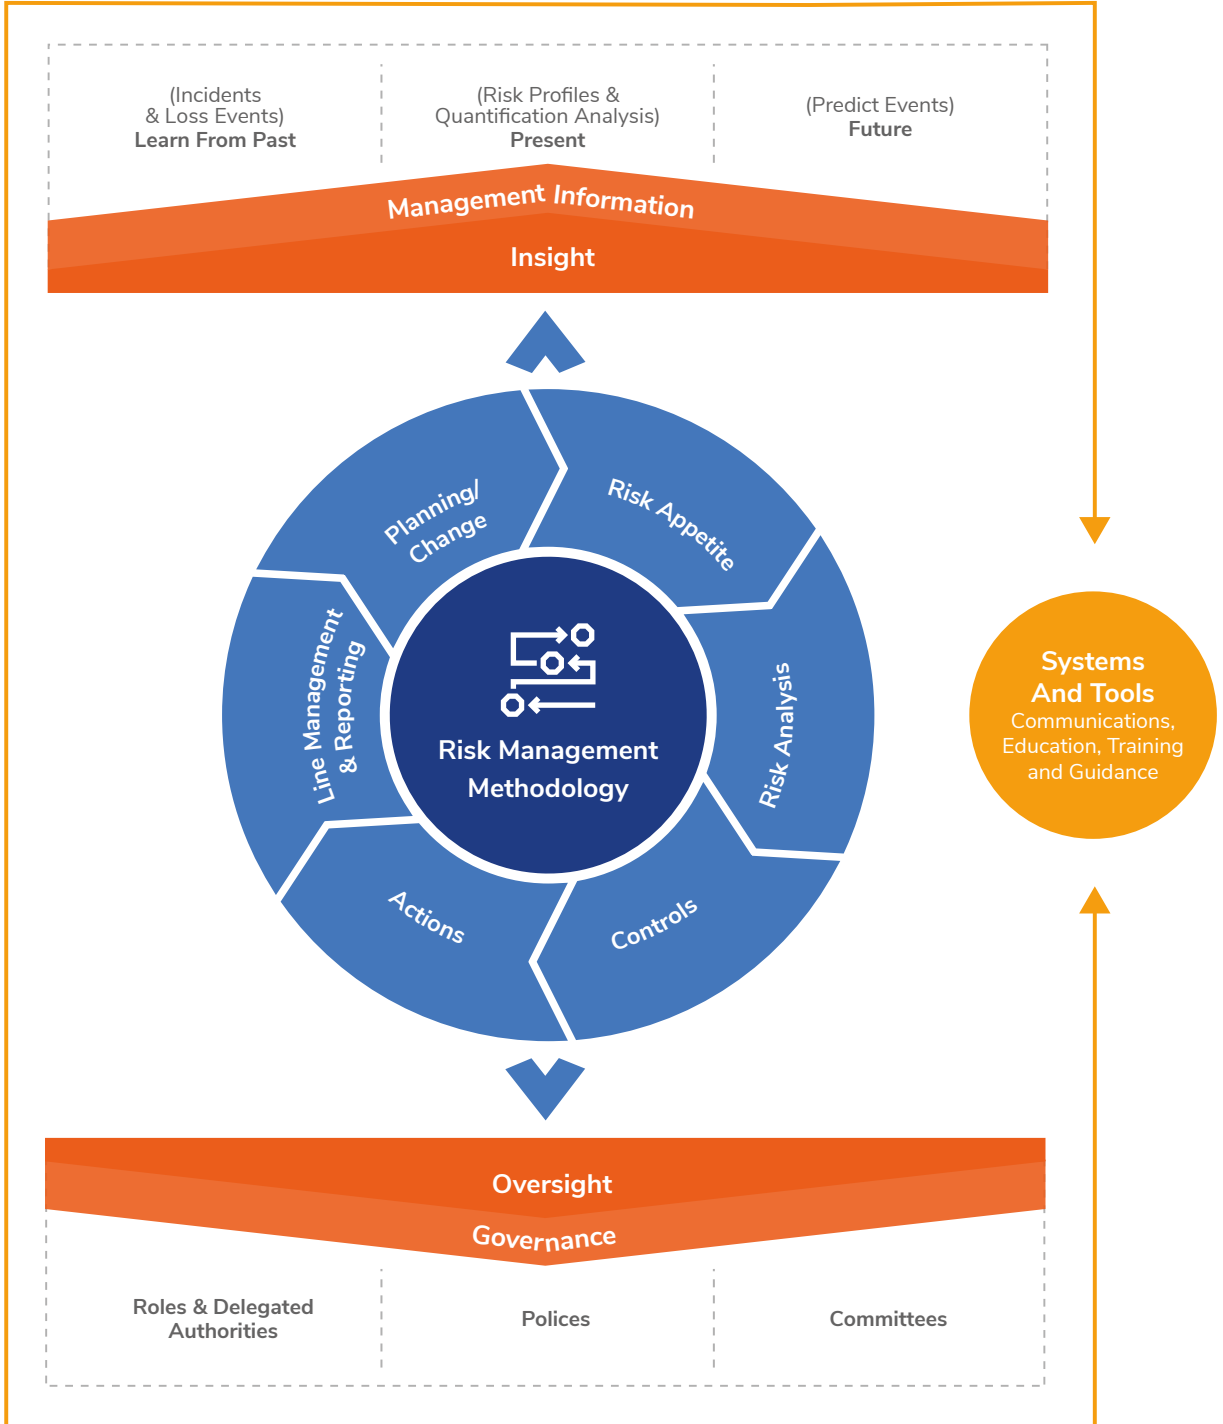 (Incidents
& Loss Events)
Learn From Past
(Risk Profiles &
Quantification Analysis)
Present
(Predict Events)
Future
Management Information
Insight
Planning/
Change
Risk Appetite
Line Management
& Reporting
Risk Analysis
Risk Management
Methodology
Actions
Controls
Systems
And Tools
Communications,
Education, Training
and Guidance
Oversight
Governance
Roles & Delegated
Authorities
Polices
Committees